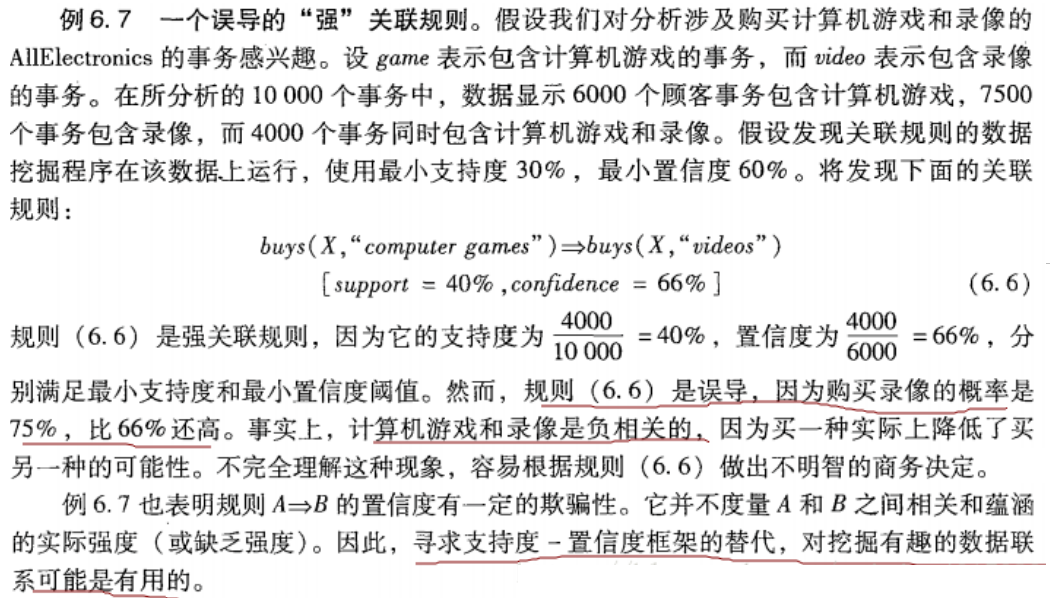 例6.7 一个误导的“强”关联规则。假设我们对分析涉及购买计算机游戏和录像的
AllElectronics 的事务感兴趣。设 game 表示包含计算机游戏的事务，而 video 表示包含录像
的事务。在所分析的 10 000 个事务中，数据显示 6000 个顾客事务包含计算机游戏，7500
个事务包含录像，而 4000 个事务同时包含计算机游戏和录像。假设发现关联规则的数据
挖掘程序在该数据上运行，使用最小支持度 30%，最小置信度 60%。将发现下面的关联
规则：
buys(X,“computer games”)⇒buys(X,“videos”)
[support = 40%,confidence = 66%] (6.6)
规则（6.6）是强关联规则，因为它的支持度为 4000/10 000 =40%，置信度为 4000/6000 =66%，分
别满足最小支持度和最小置信度阈值。然而，规则（6.6）是误导，因为购买录像的概率是
75%，比 66% 还高。事实上，计算机游戏和录像是负相关的，因为买一种实际上降低了买
另一种的可能性。不完全理解这种现象，容易根据规则（6.6）做出不明智的商务决定。
例 6.7 也表明规则 A⇒B 的置信度有一定的欺骗性。它并不度量 A 和 B 之间相关和蕴涵
的实际强度（或缺乏强度）。因此，寻求支持度－置信度框架的替代，对挖掘有趣的数据联
系可能是有用的。